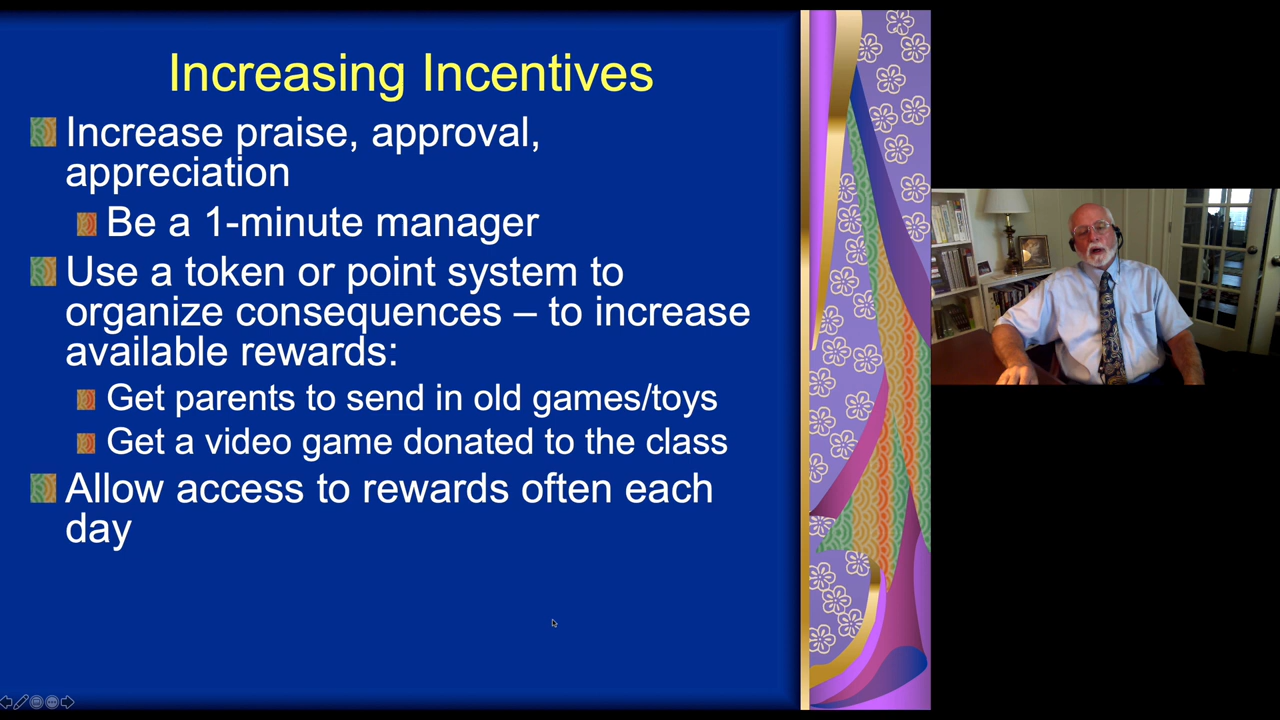 Increasing Incentives
Increase praise, approval,
appreciation
Be a 1-minute manager
Use a token or point system to
organize consequences – to increase
available rewards:
Get parents to send in old games/toys
Get a video game donated to the class
Allow access to rewards often each
day